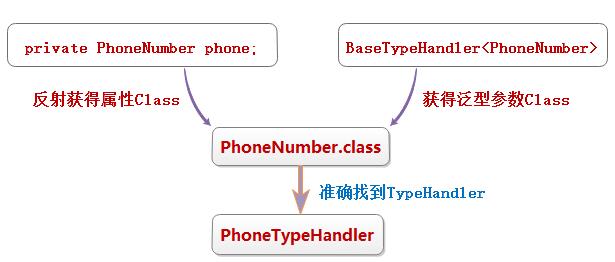 private PhoneNumber phone;
BaseTypeHandler<PhoneNumber>
反射获得属性Class
获得泛型参数Class
PhoneNumber.class
准确找到TypeHandler
PhoneTypeHandler